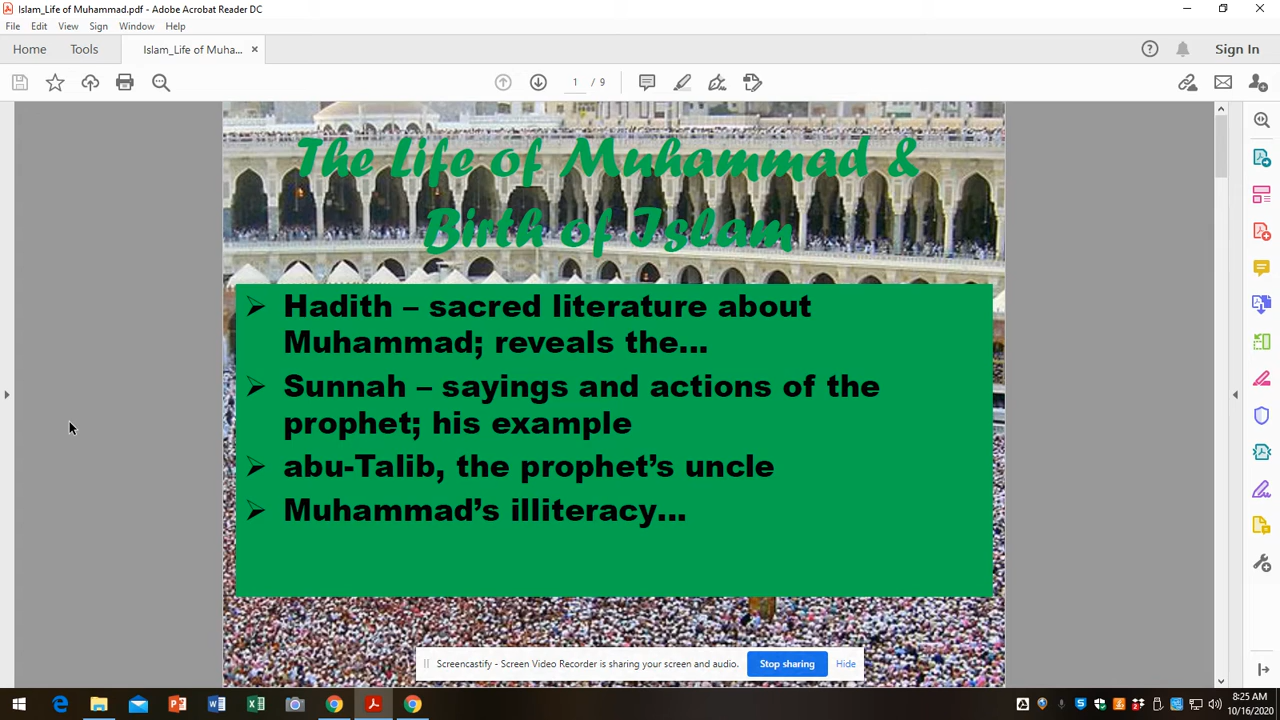 Islam_Life of Muhammad.pdf - Adobe Acrobat Reader DC
File Edit View Sign Window Help
Home Tools Islam_Life of Muha... × Sign In
1 / 9
The Life of Muhammad &
Birth of Islam
Hadith – sacred literature about
Muhammad; reveals the...
Sunnah – sayings and actions of the
prophet; his example
abu-Talib, the prophet’s uncle
Muhammad’s illiteracy...
Screencastify - Screen Video Recorder is sharing your screen and audio. Stop sharing Hide
8:25 AM
10/16/2020